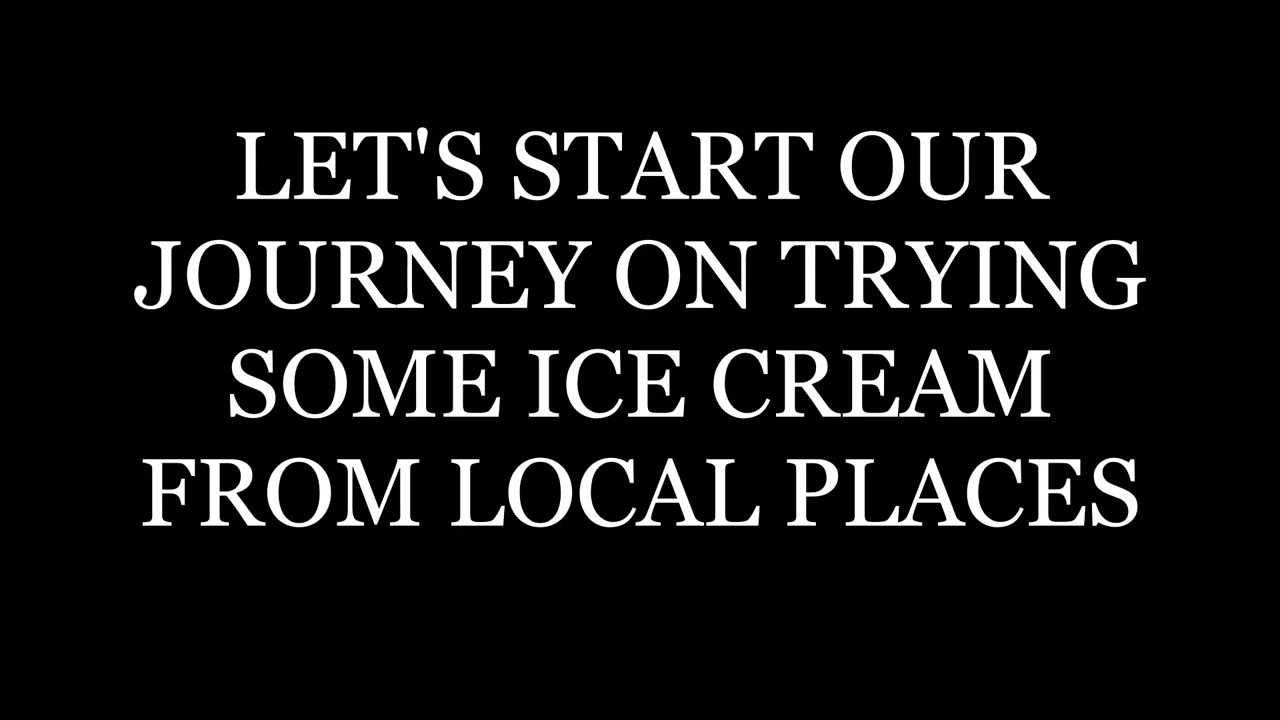 LET'S START OUR
JOURNEY ON TRYING
SOME ICE CREAM
FROM LOCAL PLACES